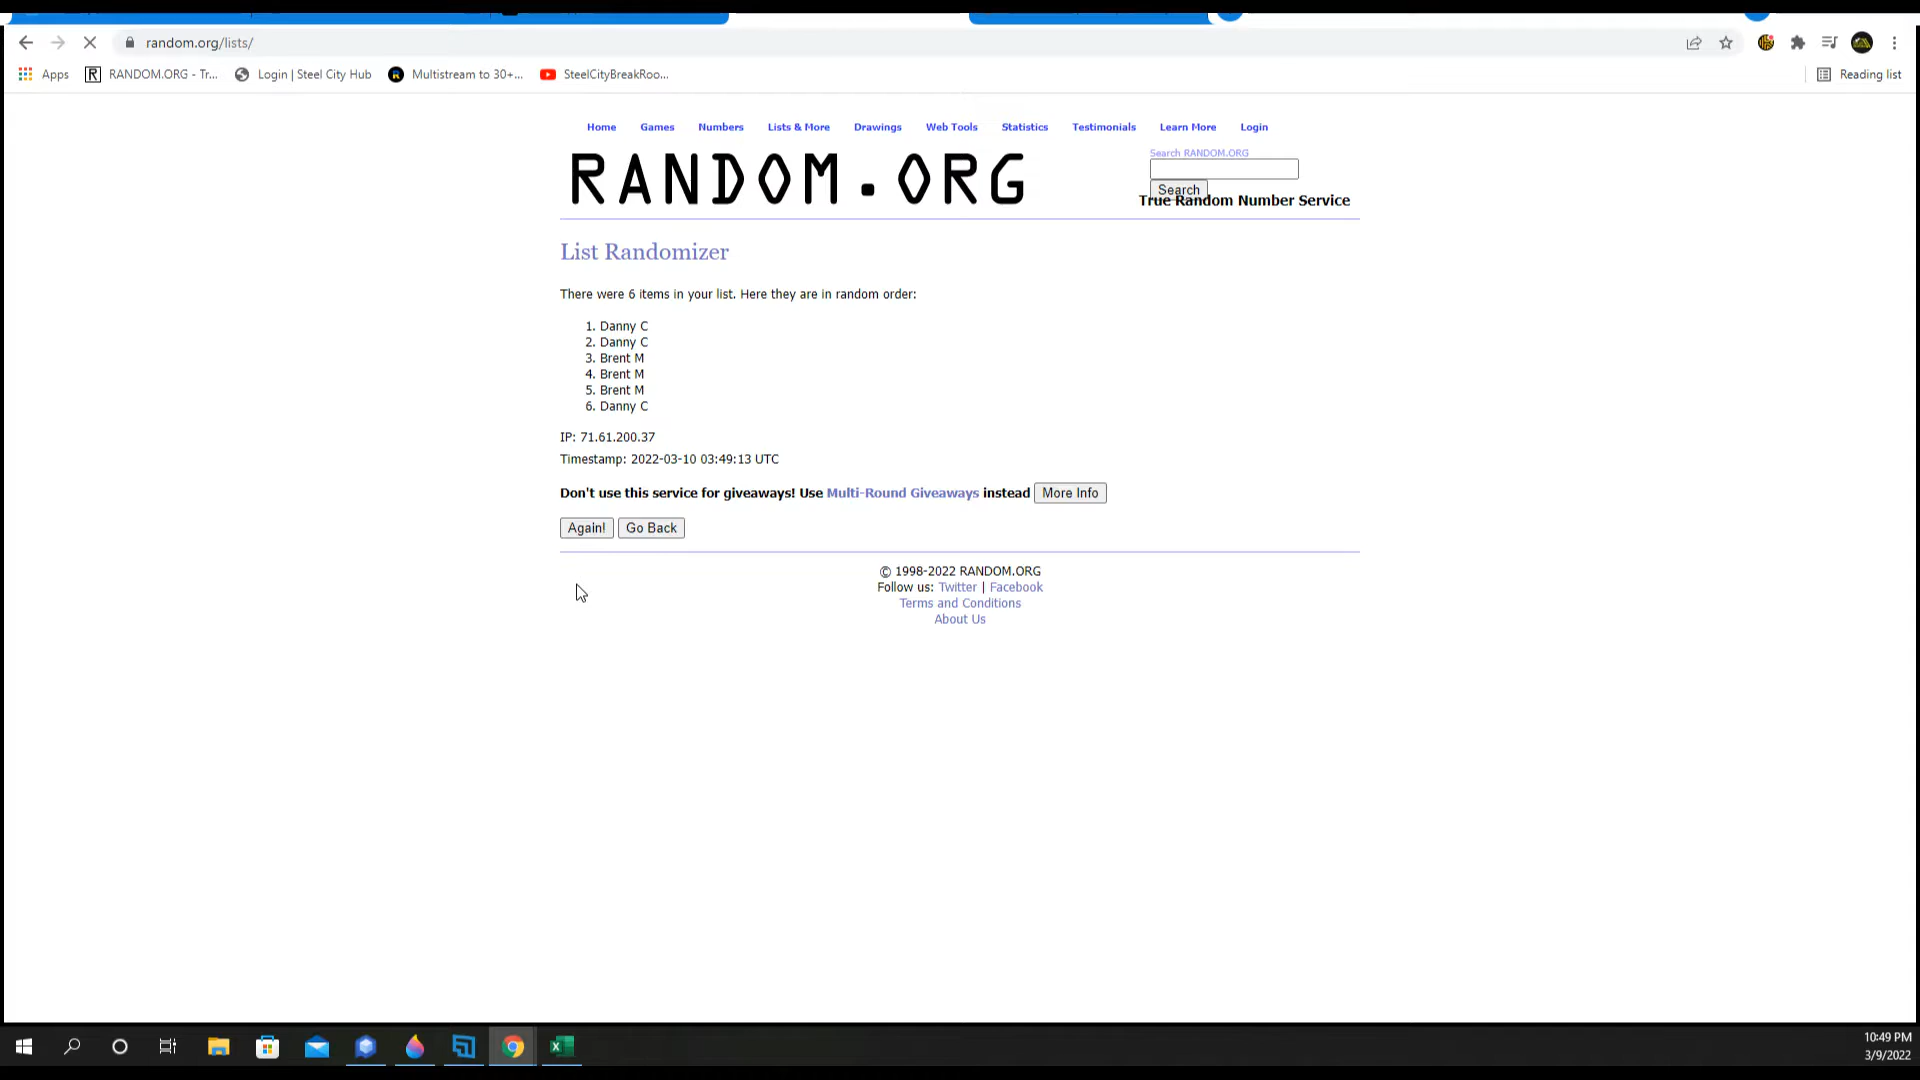 random.org/lists/
Apps
RANDOM.ORG - Tr...
Login | Steel City Hub
Multistream to 30+...
SteelCityBreakRoo...
Reading list
Home Games Numbers Lists & More Drawings Web Tools Statistics Testimonials Learn More Login
RANDOM.ORG
Search RANDOM.ORG
Search
True Random Number Service
List Randomizer
There were 6 items in your list. Here they are in random order:
1. Danny C
2. Danny C
3. Brent M
4. Brent M
5. Brent M
6. Danny C
IP: 71.61.200.37
Timestamp: 2022-03-10 03:49:13 UTC
Don't use this service for giveaways! Use Multi-Round Giveaways instead More Info
Again! Go Back
© 1998-2022 RANDOM.ORG
Follow us: Twitter | Facebook
Terms and Conditions
About Us
10:49 PM
3/9/2022